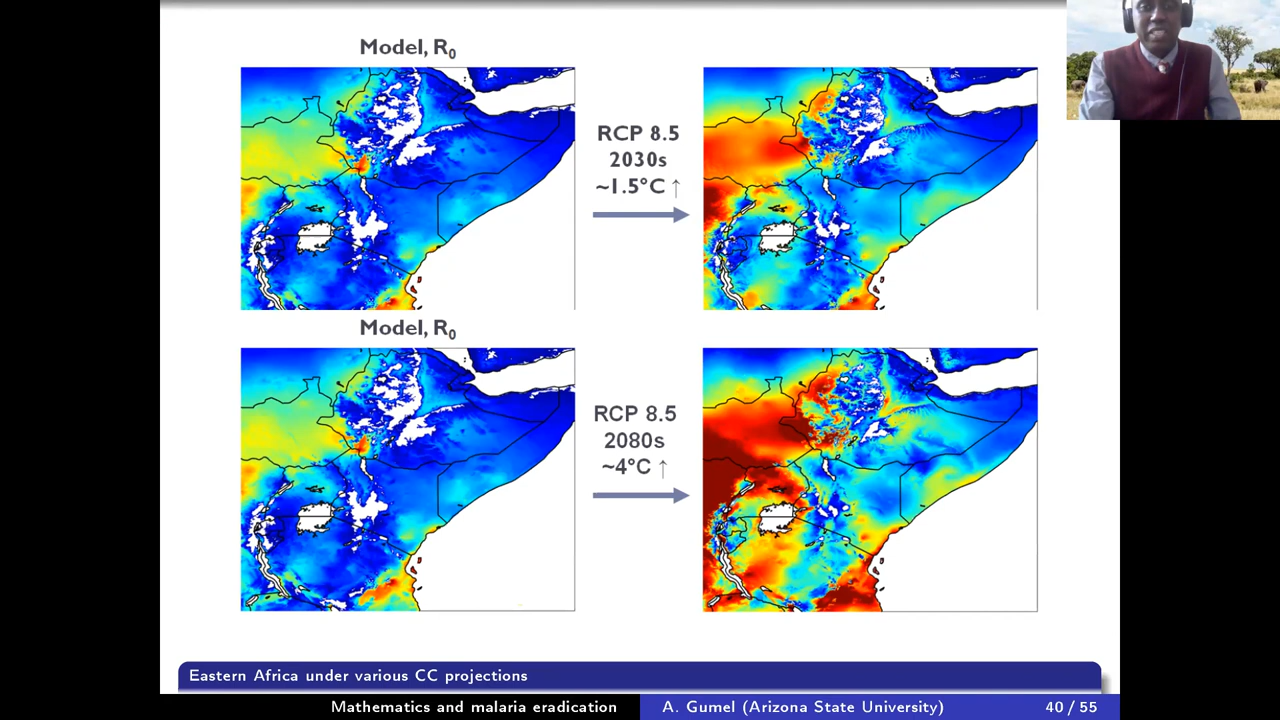 Model, R0
RCP 8.5
2030s
~1.5°C ↑
Model, R0
RCP 8.5
2080s
~4°C ↑
Eastern Africa under various CC projections
Mathematics and malaria eradication
A. Gumel (Arizona State University)
40 / 55